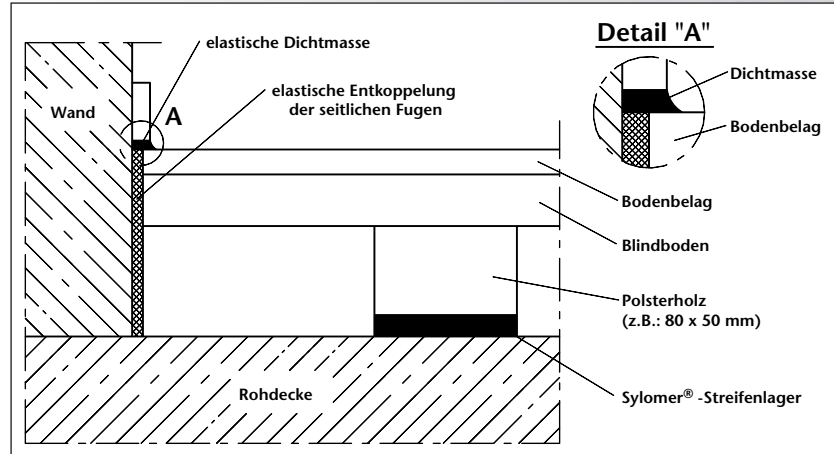 elastische Dichtmasse
Detail "A"
elastische Entkoppelung
der seitlichen Fugen
Dichtmasse
Wand
A
Bodenbelag
Bodenbelag
Blindboden
Polsterholz
(z.B.: 80 x 50 mm)
Rohdecke
Sylomer® -Streifenlager